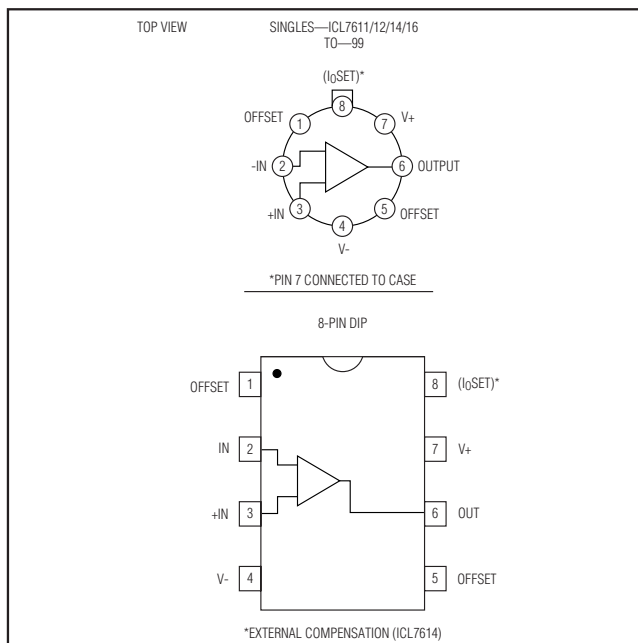 TOP VIEW
SINGLES—ICL7611/12/14/16
TO—99
(I0SET)*
8
OFFSET
1
7
V+
-IN
2
6
OUTPUT
+IN
3
5
OFFSET
4
V-
*PIN 7 CONNECTED TO CASE
8-PIN DIP
OFFSET
1
8
(I0SET)*
IN
2
7
V+
+IN
3
6
OUT
V-
4
5
OFFSET
*EXTERNAL COMPENSATION (ICL7614)